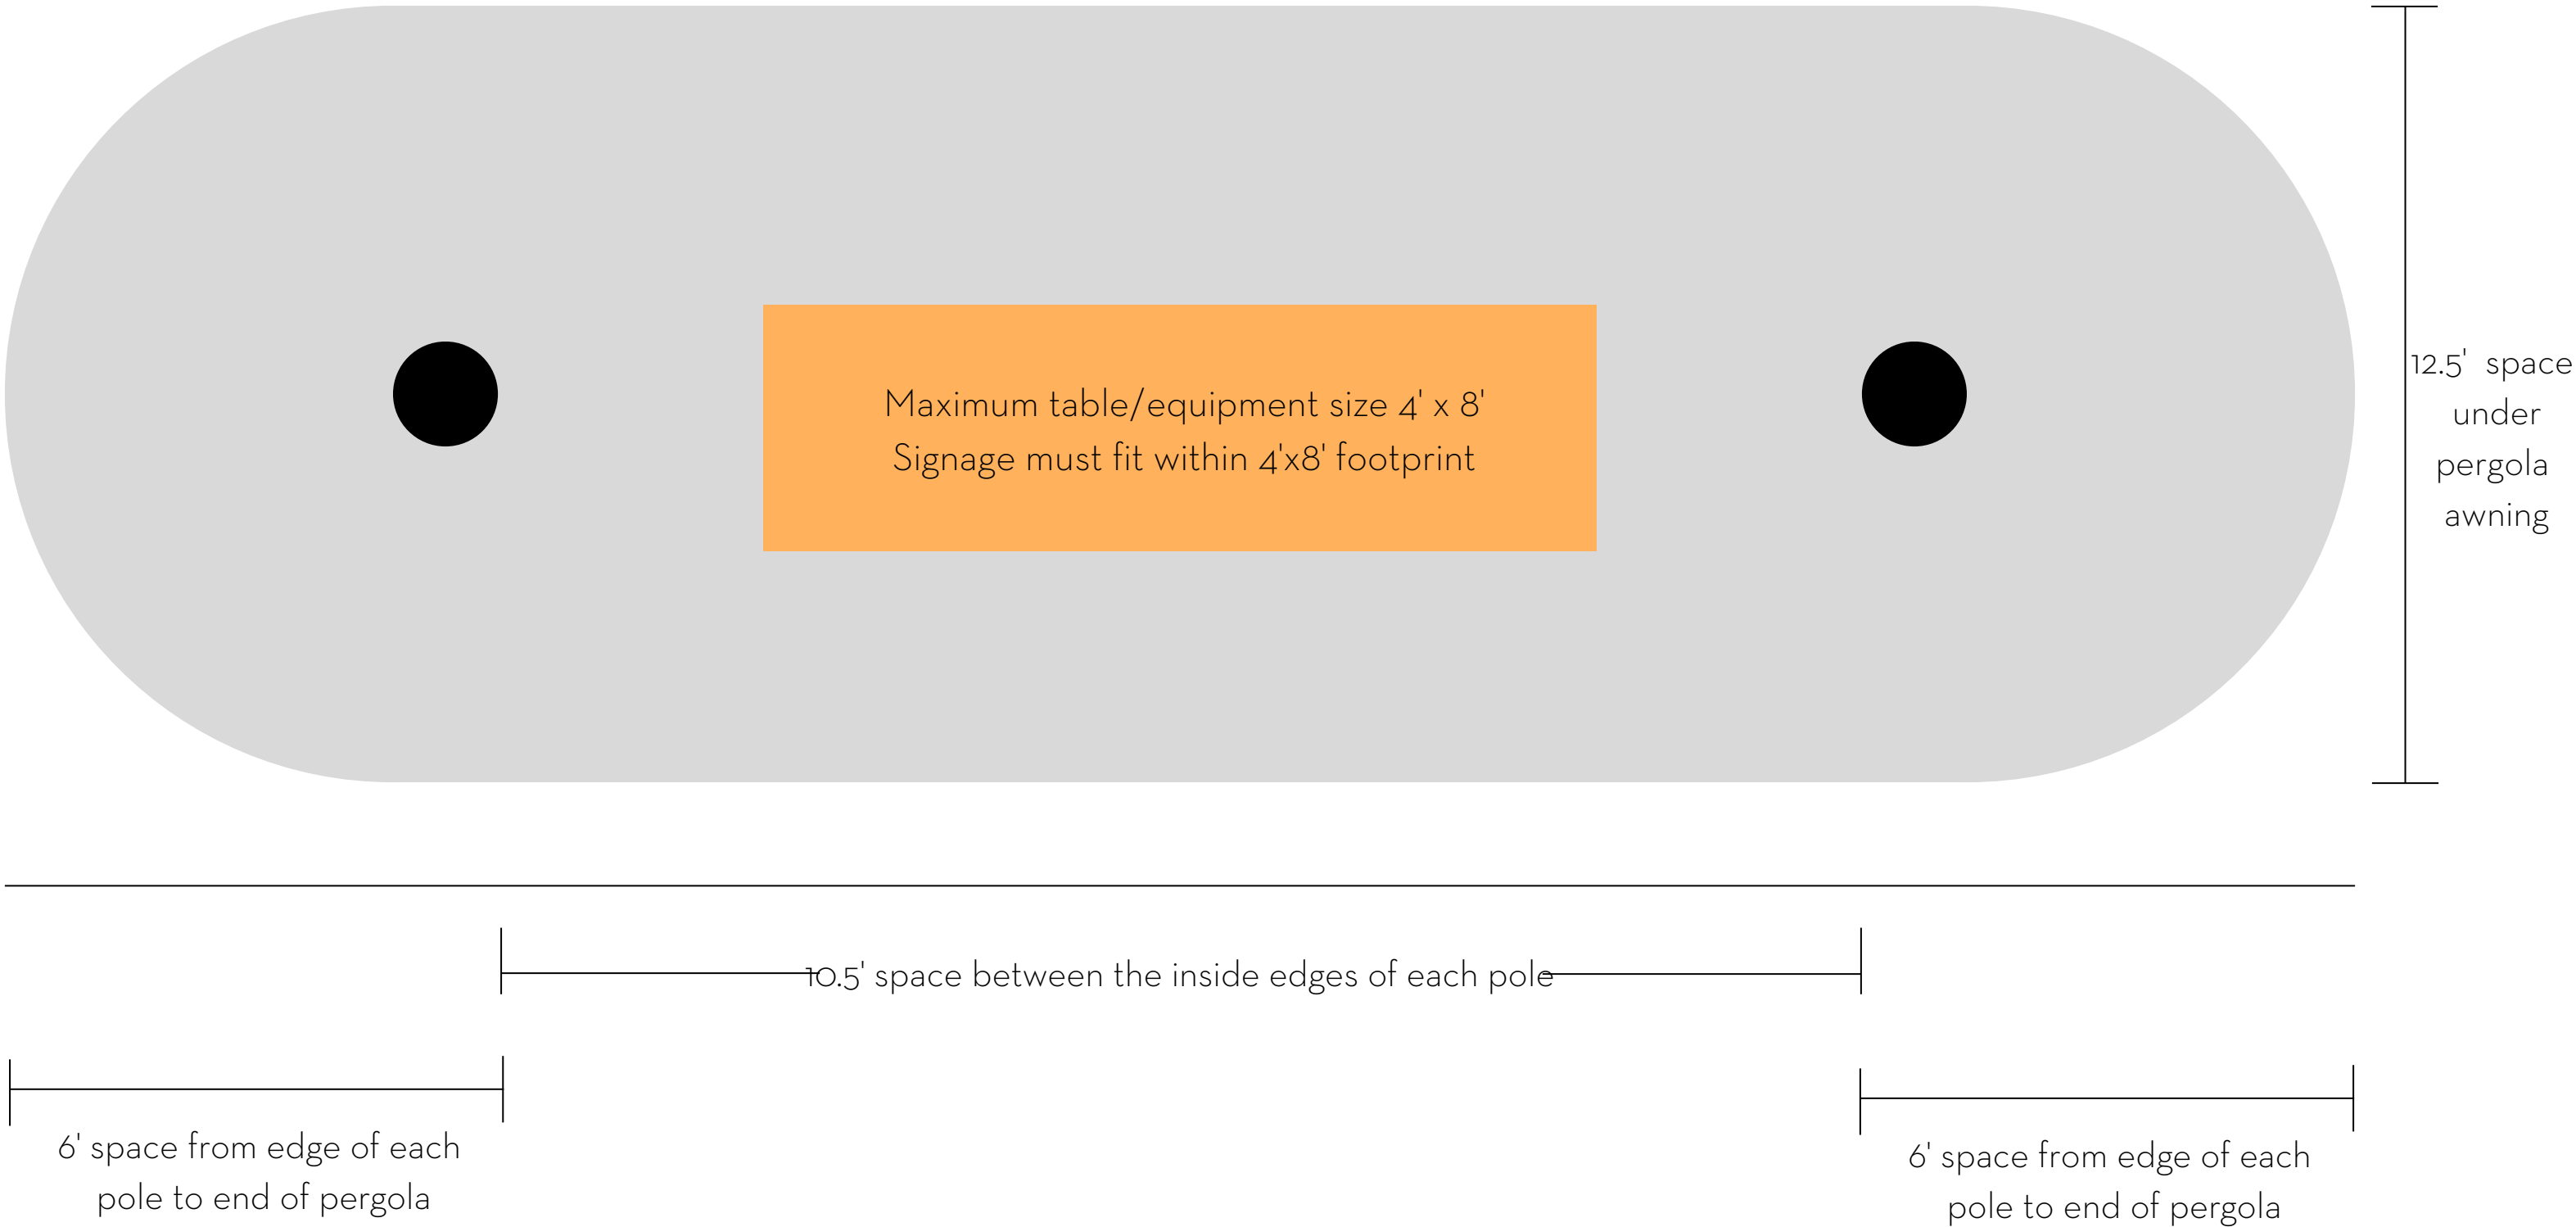 Maximum table/equipment size 4' x 8'
Signage must fit within 4'x8' footprint
12.5' space
under
pergola
awning
10.5' space between the inside edges of each pole
6' space from edge of each
pole to end of pergola
6' space from edge of each
pole to end of pergola